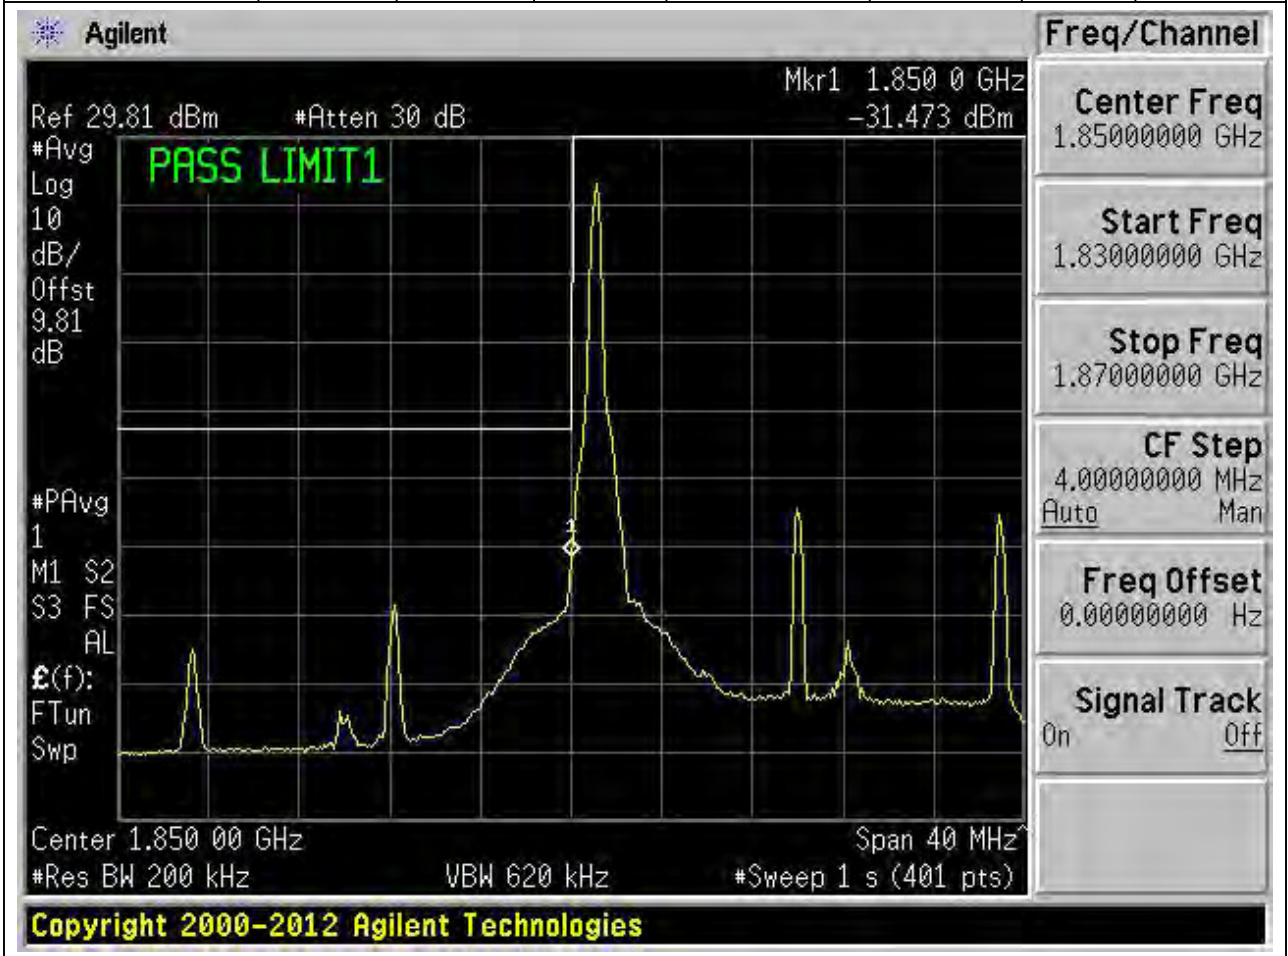 Agilent
Freq/Channel
Mkr1 1.850 0 GHz
Ref 29.81 dBm #Atten 30 dB -31.473 dBm
#Avg
Log
10
dB/
Offst
9.81
dB
PASS LIMIT1
#PAvg
1
M1 S2
S3 FS
AL
£(f):
FTun
Swp
1
Center 1.850 00 GHz Span 40 MHz^
#Res BW 200 kHz VBW 620 kHz #Sweep 1 s (401 pts)
Copyright 2000-2012 Agilent Technologies
Center Freq
1.85000000 GHz
Start Freq
1.83000000 GHz
Stop Freq
1.87000000 GHz
CF Step
4.00000000 MHz
Auto Man
Freq Offset
0.00000000 Hz
Signal Track
On Off